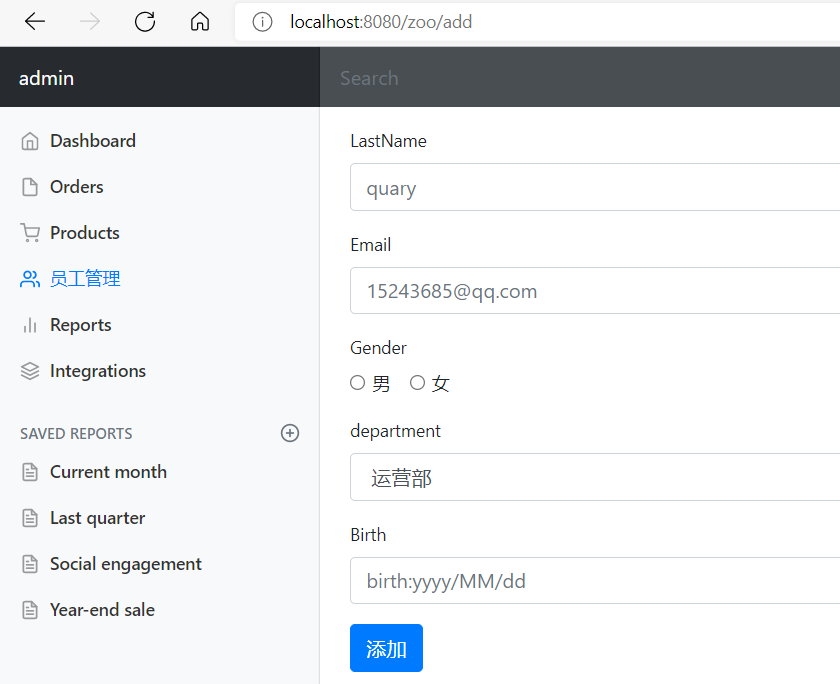 localhost:8080/zoo/add
admin
Search
Dashboard
Orders
Products
员工管理
Reports
Integrations
SAVED REPORTS
Current month
Last quarter
Social engagement
Year-end sale
LastName
quary
Email
15243685@qq.com
Gender
男 女
department
运营部
Birth
birth:yyyy/MM/dd
添加